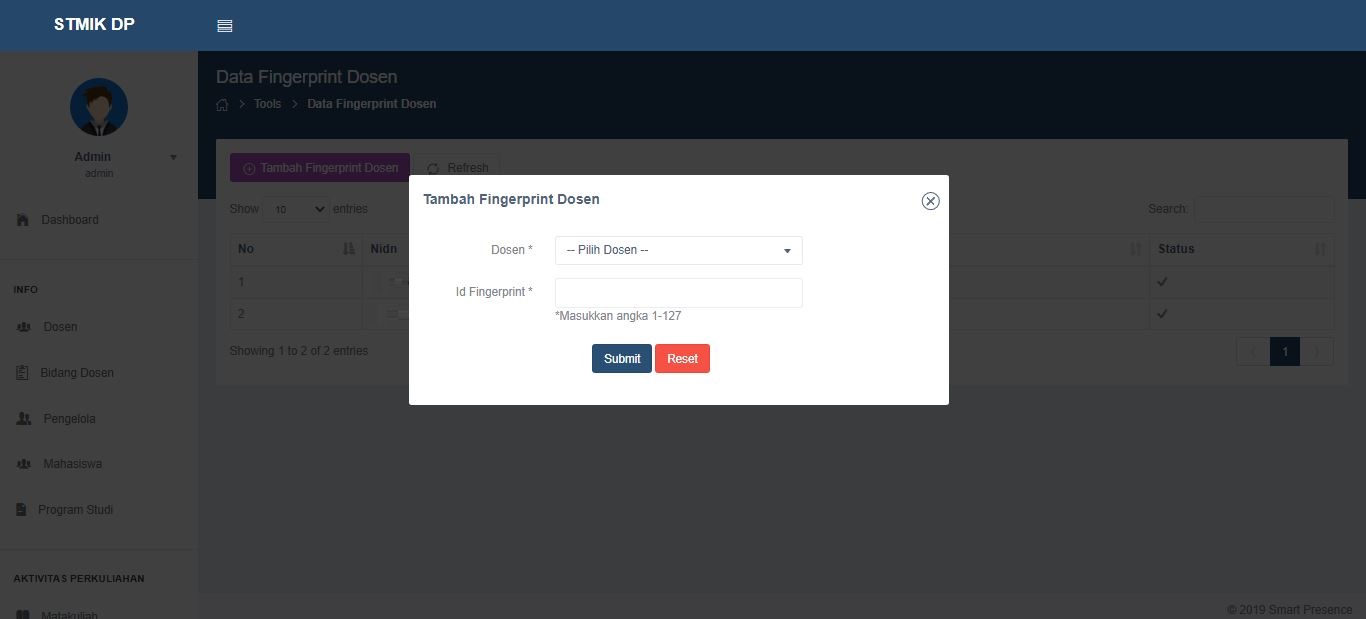 STMIK DP
Admin
admin
Dashboard
INFO
Dosen
Bidang Dosen
Pengelola
Mahasiswa
Program Studi
AKTIVITAS PERKULIAHAN
Matakuliah
Data Fingerprint Dosen
Tools > Data Fingerprint Dosen
Tambah Fingerprint Dosen Refresh
Show 10 entries Search:
No Nidn Status
1
2
Showing 1 to 2 of 2 entries
1
Tambah Fingerprint Dosen
Dosen * -- Pilih Dosen --
Id Fingerprint *
*Masukkan angka 1-127
Submit Reset
© 2019 Smart Presence